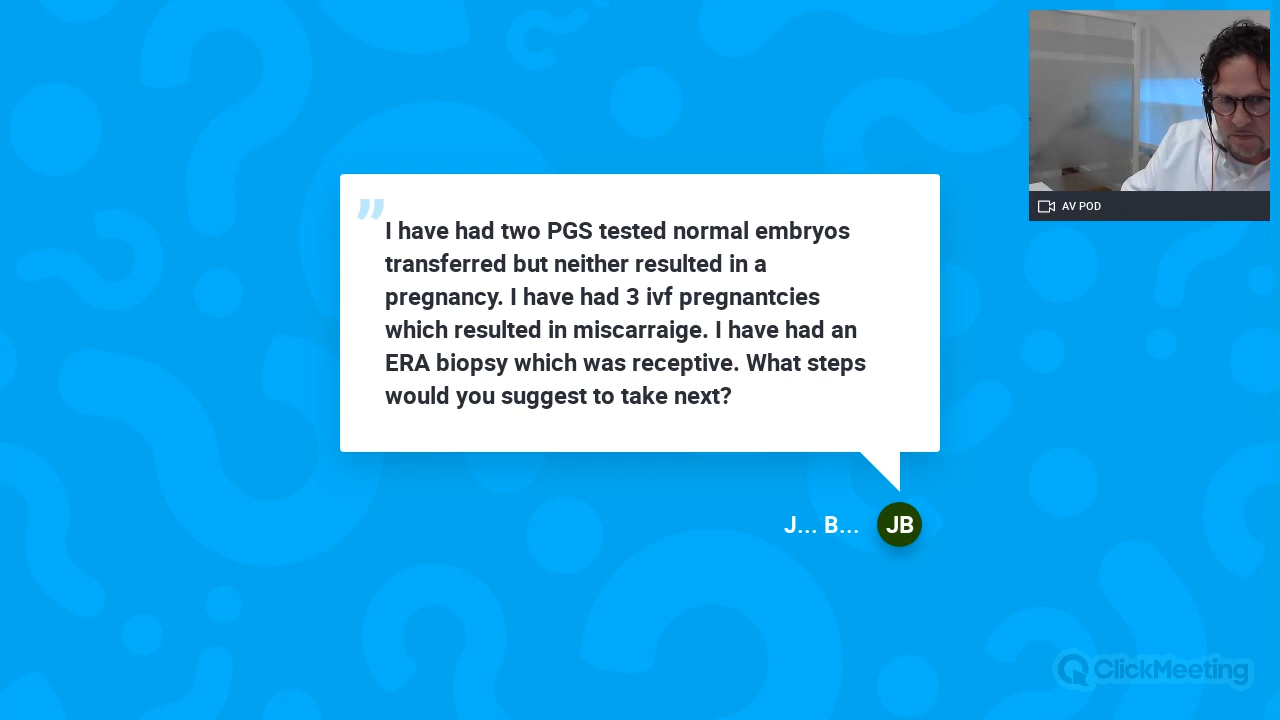 AV POD
”
I have had two PGS tested normal embryos
transferred but neither resulted in a
pregnancy. I have had 3 ivf pregnantcies
which resulted in miscarraige. I have had an
ERA biopsy which was receptive. What steps
would you suggest to take next?
J... B... JB
ClickMeeting